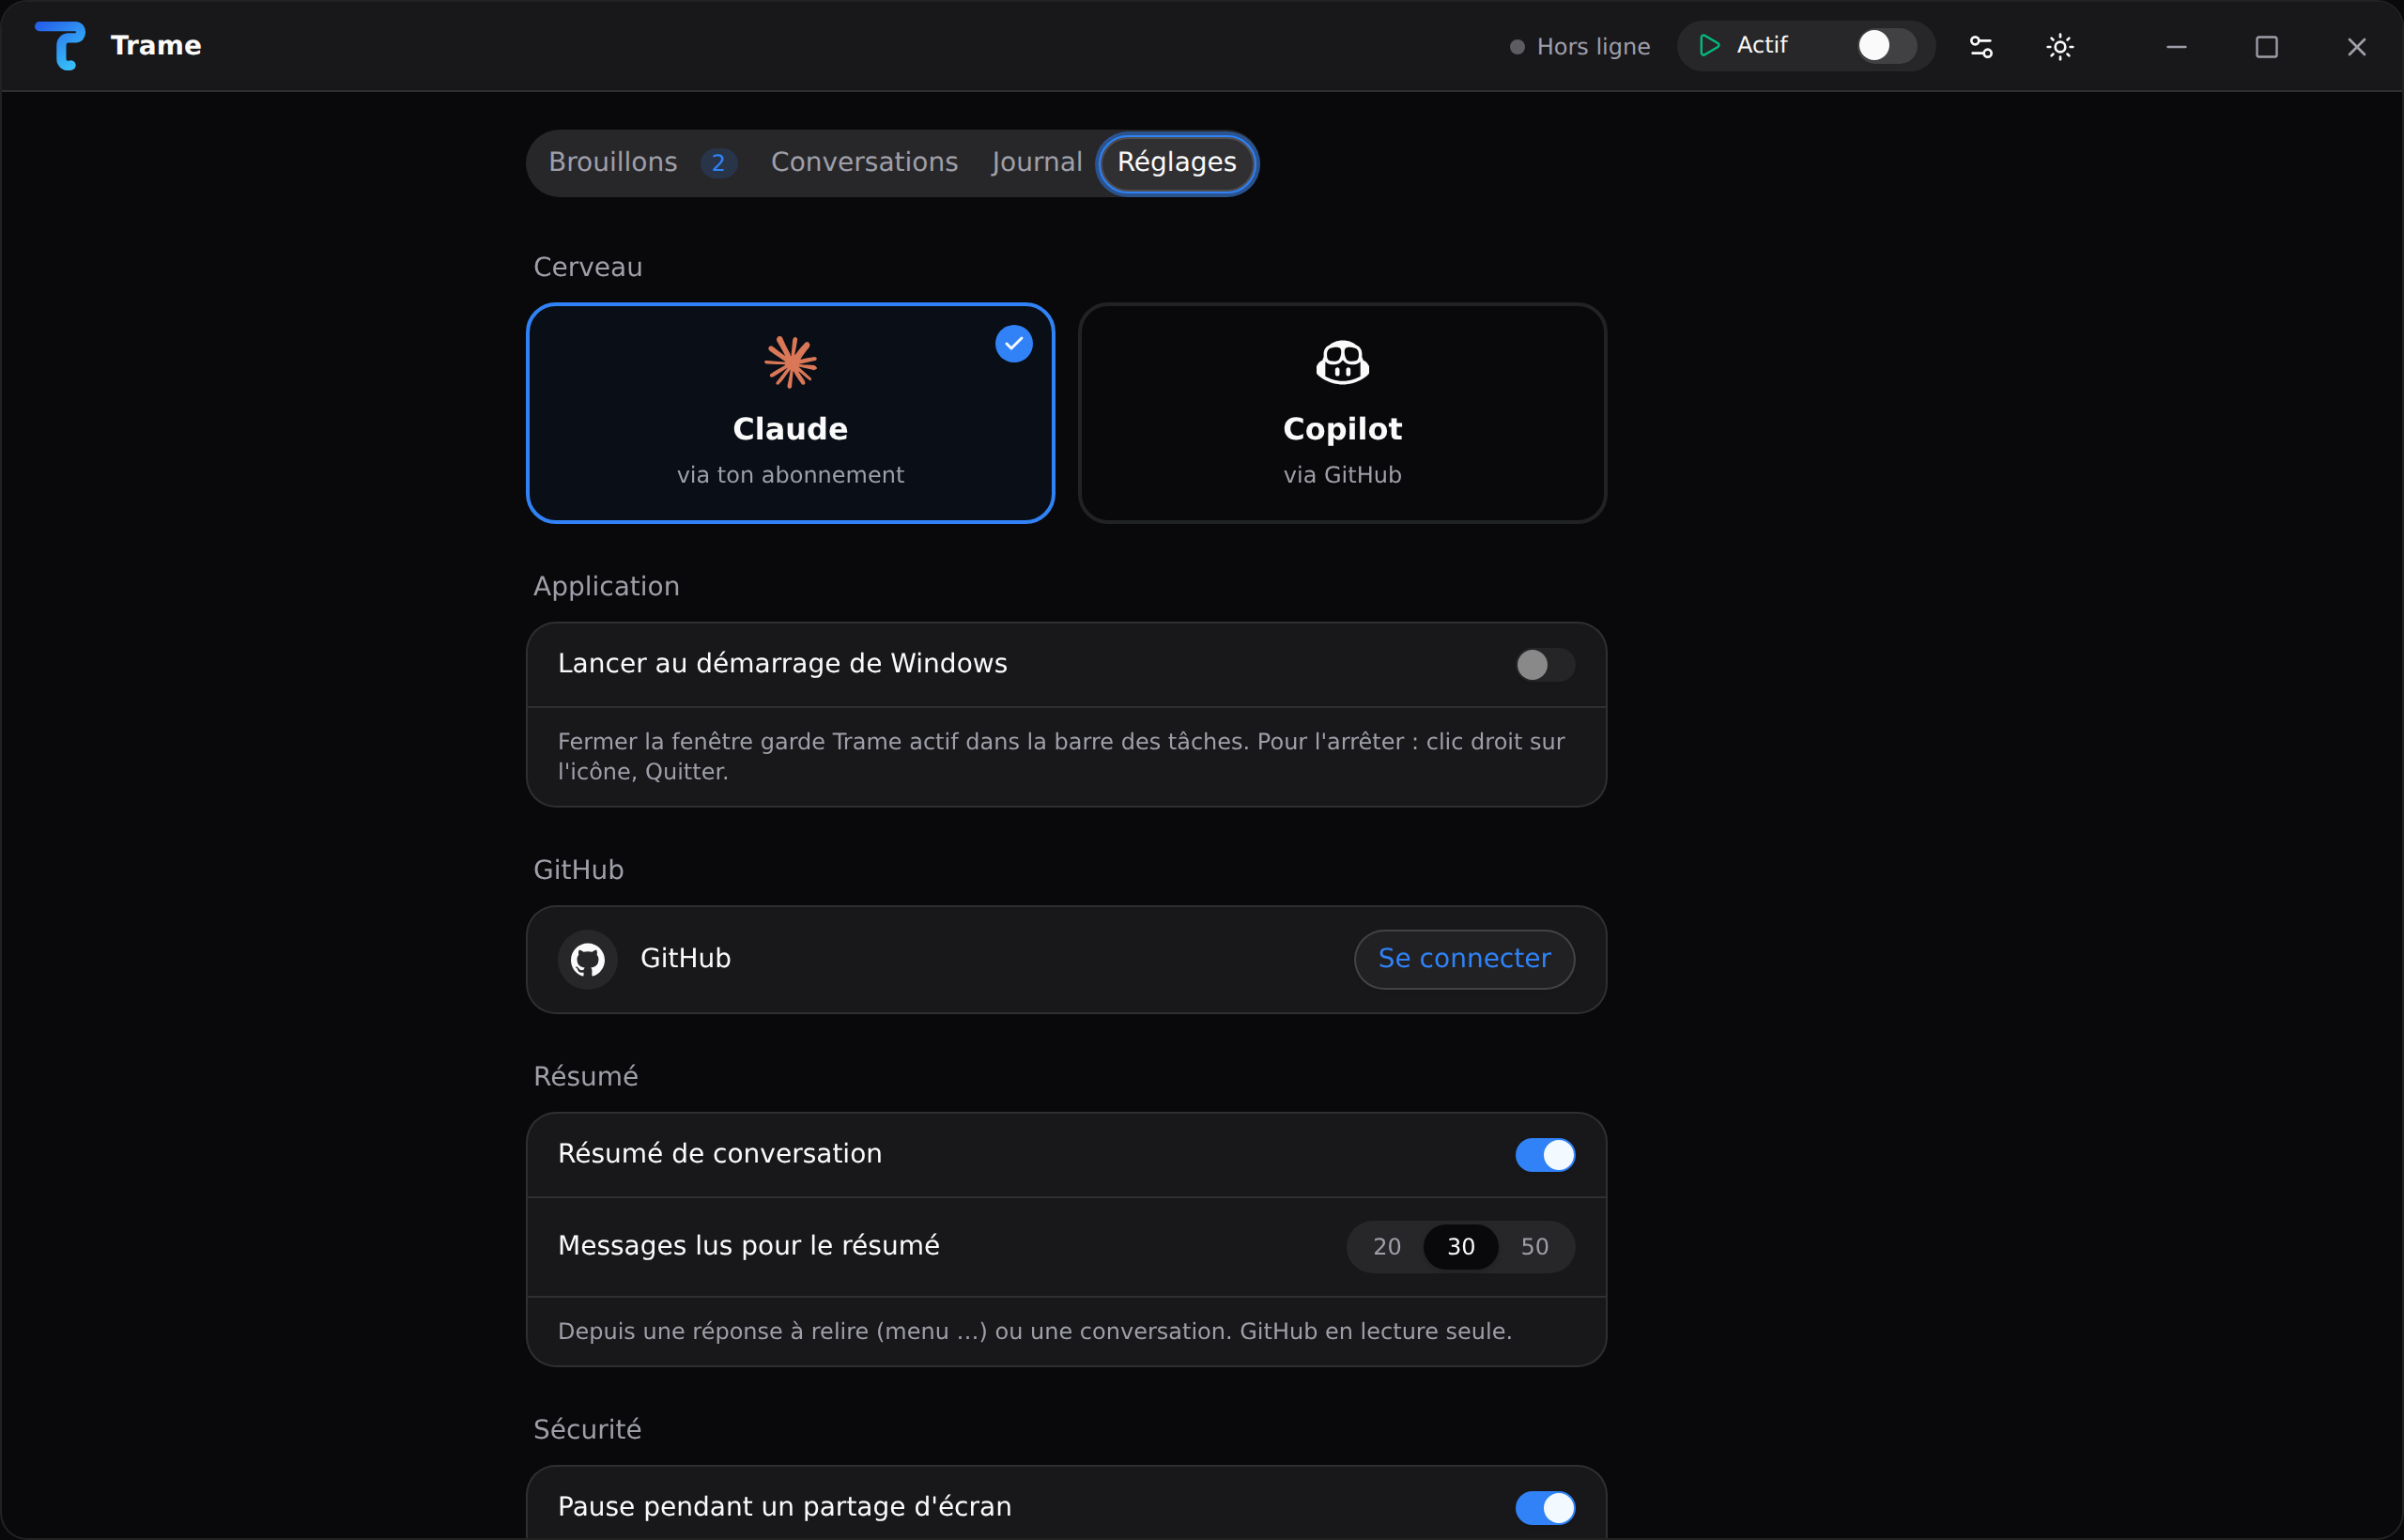 Trame
Hors ligne
Actif
Brouillons 2 Conversations Journal Réglages
Cerveau
Claude
via ton abonnement
Copilot
via GitHub
Application
Lancer au démarrage de Windows
Fermer la fenêtre garde Trame actif dans la barre des tâches. Pour l'arrêter : clic droit sur
l'icône, Quitter.
GitHub
GitHub
Se connecter
Résumé
Résumé de conversation
Messages lus pour le résumé
20 30 50
Depuis une réponse à relire (menu …) ou une conversation. GitHub en lecture seule.
Sécurité
Pause pendant un partage d'écran